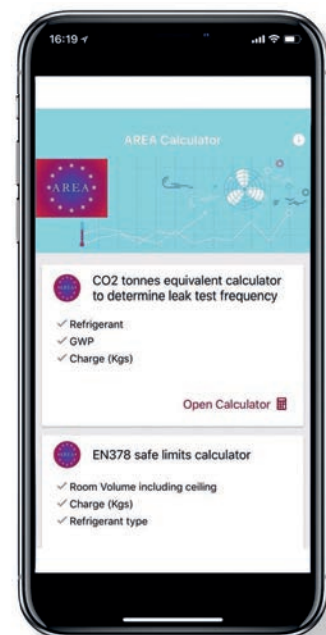 16:19
AREA Calculator
AREA
CO2 tonnes equivalent calculator
to determine leak test frequency
Refrigerant
GWP
Charge (Kgs)
Open Calculator
EN378 safe limits calculator
Room Volume including ceiling
Charge (Kgs)
Refrigerant type